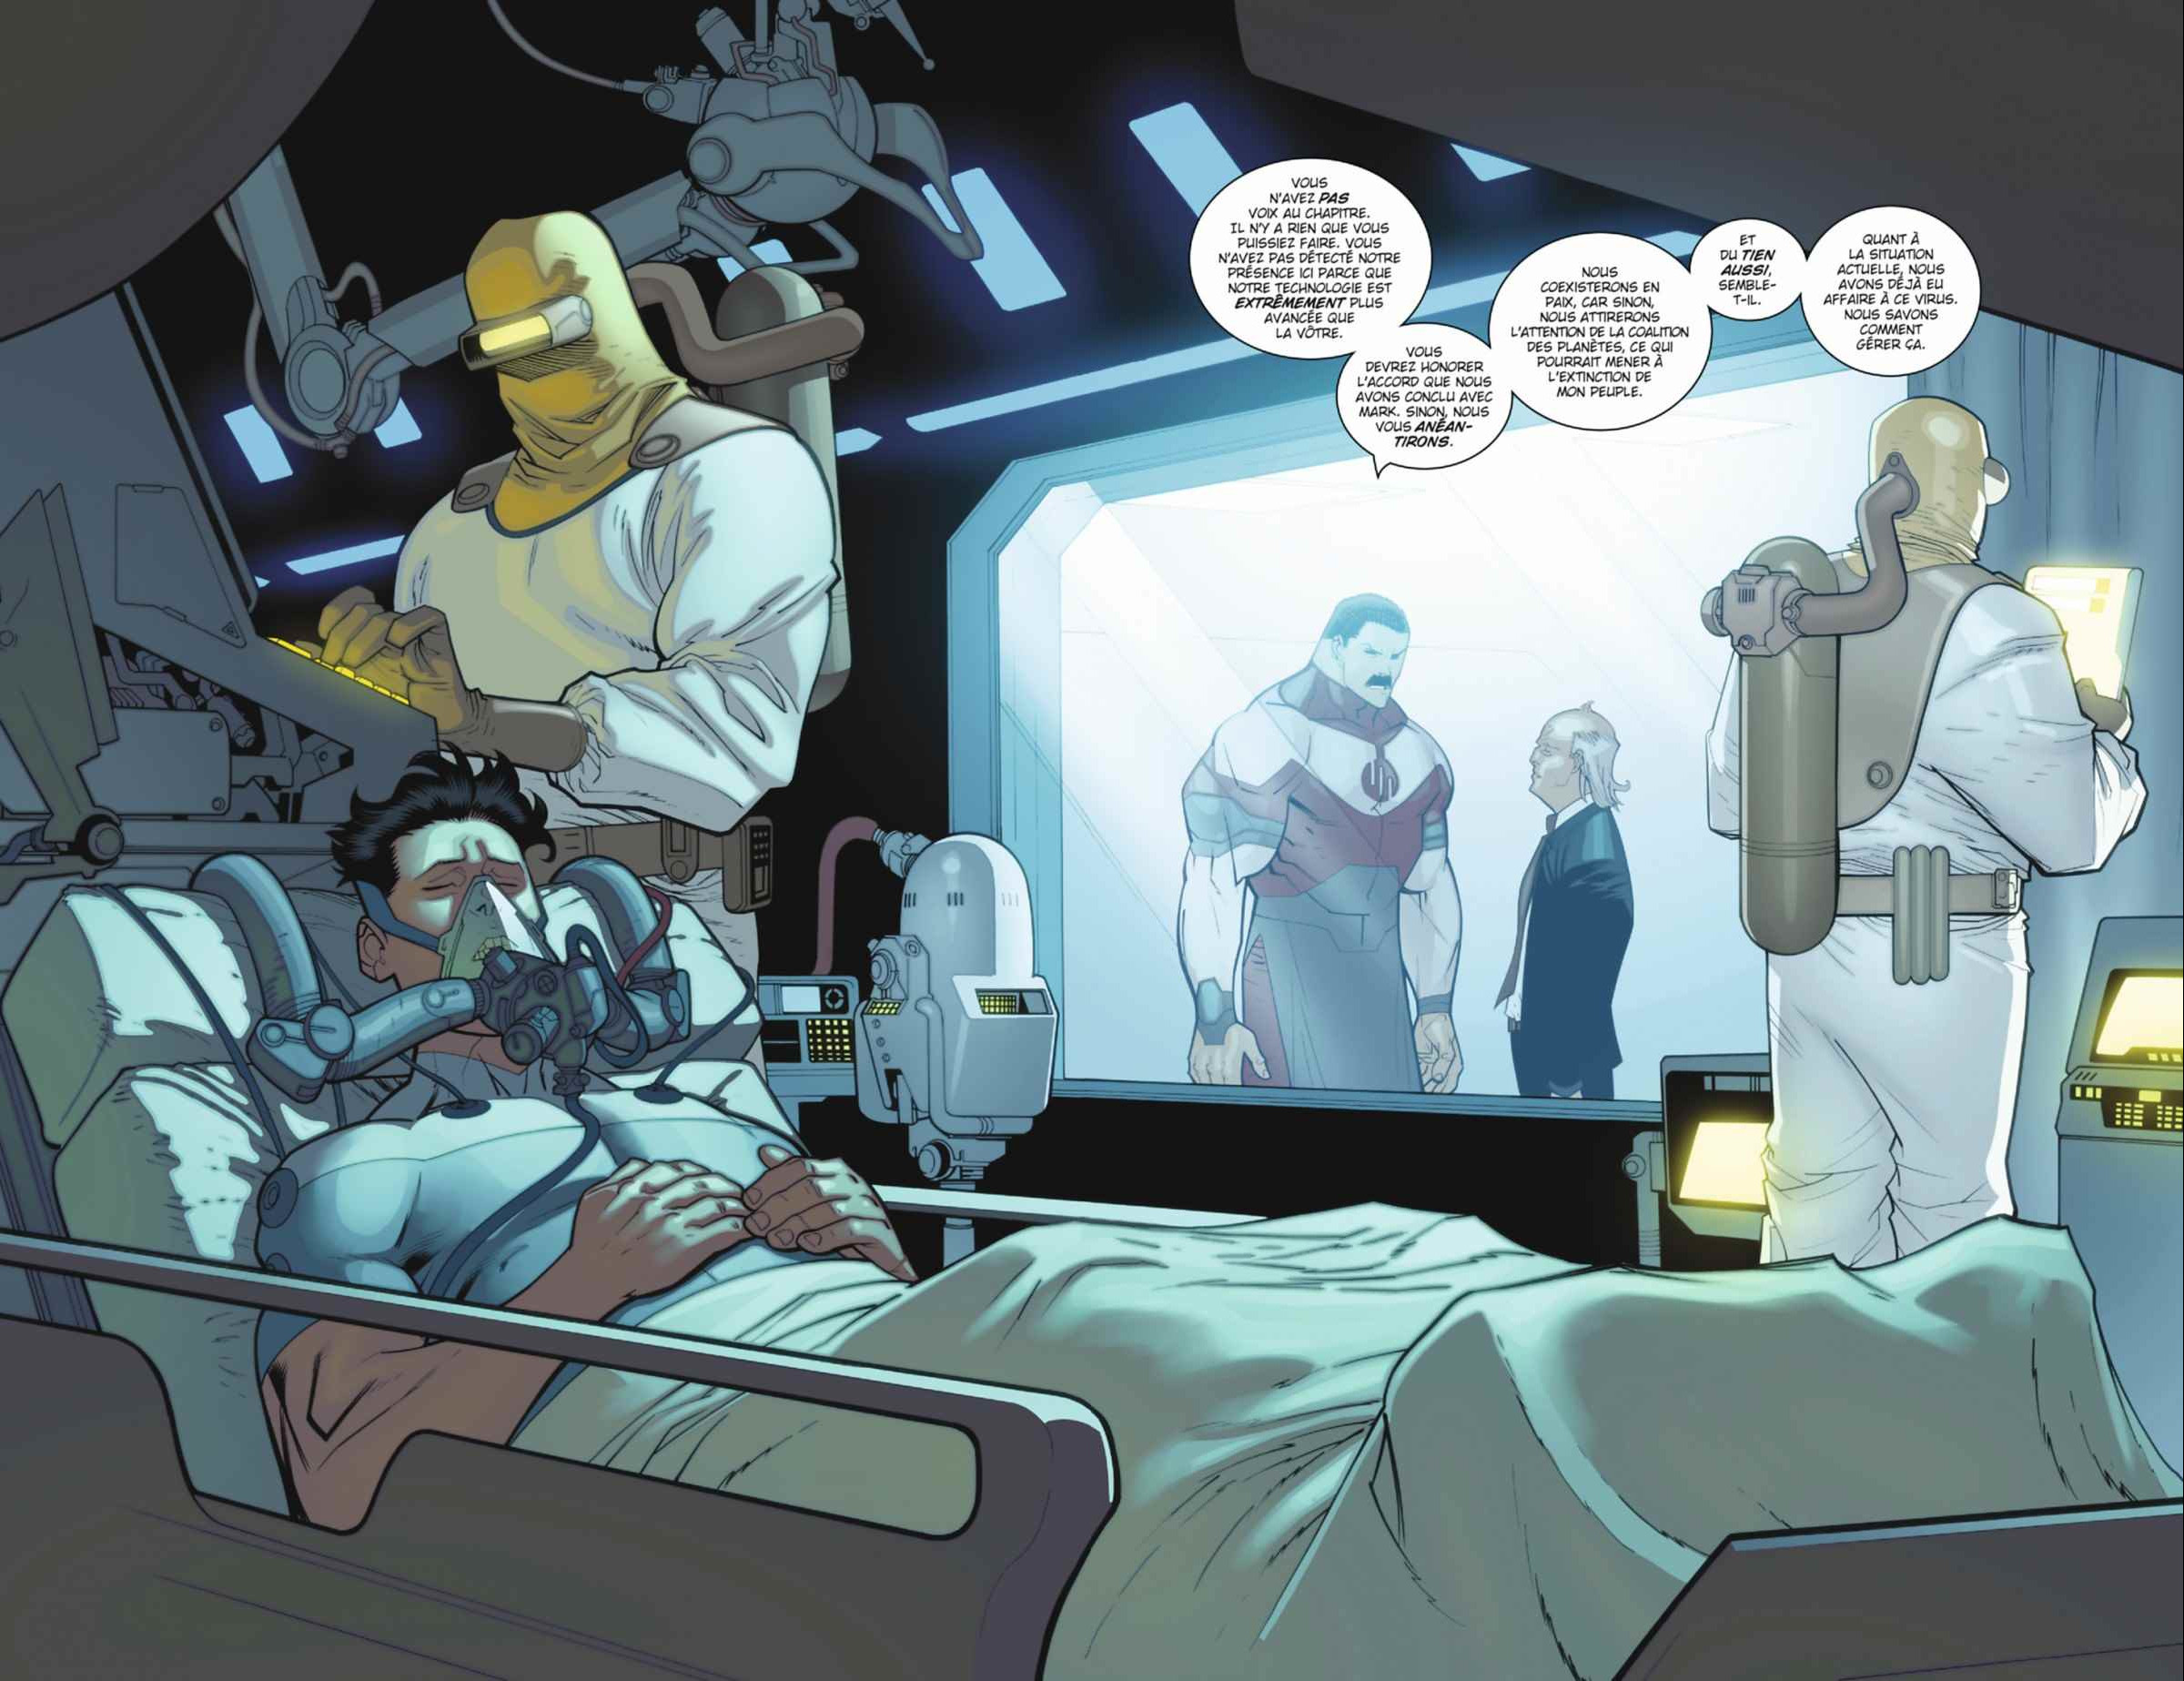 VOUS
N'AVEZ PAS
VOIX AU CHAPITRE.
IL N'Y A RIEN QUE VOUS
PUISSIEZ FAIRE. VOUS
N'AVEZ PAS DÉTECTÉ NOTRE
PRÉSENCE ICI PARCE QUE
NOTRE TECHNOLOGIE EST
EXTRÊMEMENT PLUS
AVANCÉE QUE
LA VÔTRE.
VOUS
DEVREZ HONORER
L'ACCORD QUE NOUS
AVONS CONCLU AVEC
MARK. SINON, NOUS
VOUS ANÉAN-
TIRONS.
NOUS
COEXISTERONS EN
PAIX, CAR SINON,
NOUS ATTIRERONS
L'ATTENTION DE LA COALITION
DES PLANÈTES, CE QUI
POURRAIT MENER À
L'EXTINCTION DE
MON PEUPLE.
ET
DU TIEN
AUSSI,
SEMBLE-
T-IL.
QUANT À
LA SITUATION
ACTUELLE, NOUS
AVONS DÉJÀ EU
AFFAIRE À CE VIRUS.
NOUS SAVONS
COMMENT
GÉRER ÇA.